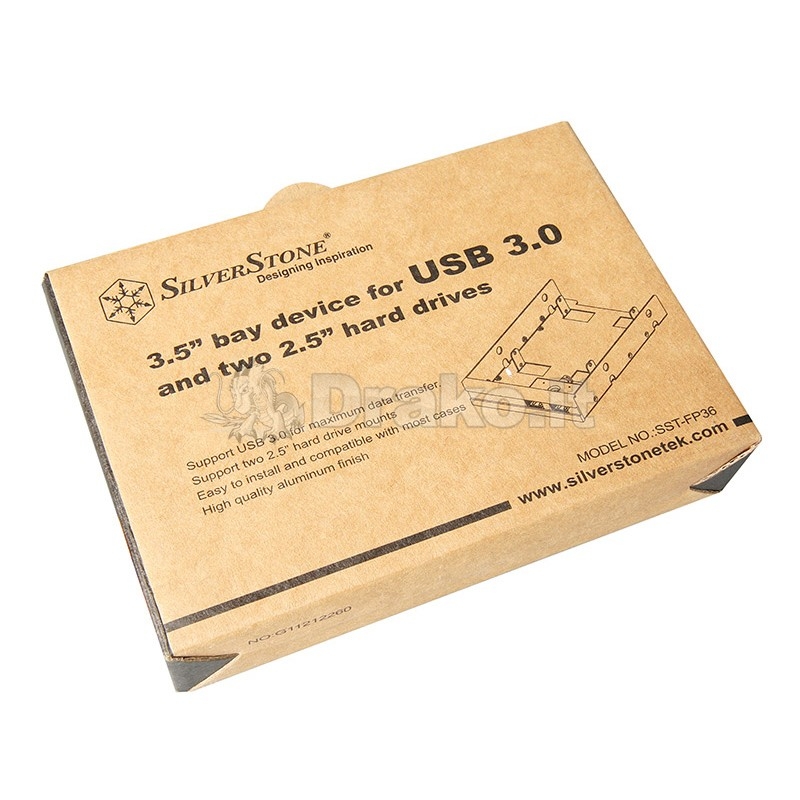 SILVERSTONE®
Designing Inspiration
3.5" bay device for USB 3.0
and two 2.5" hard drives
Drako.it
Support USB 3.0 for maximum data transfer.
Support two 2.5" hard drive mounts
Easy to install and compatible with most cases
High quality aluminum finish
MODEL NO.:SST-FP36
www.silverstonetek.com
NO:G11212260